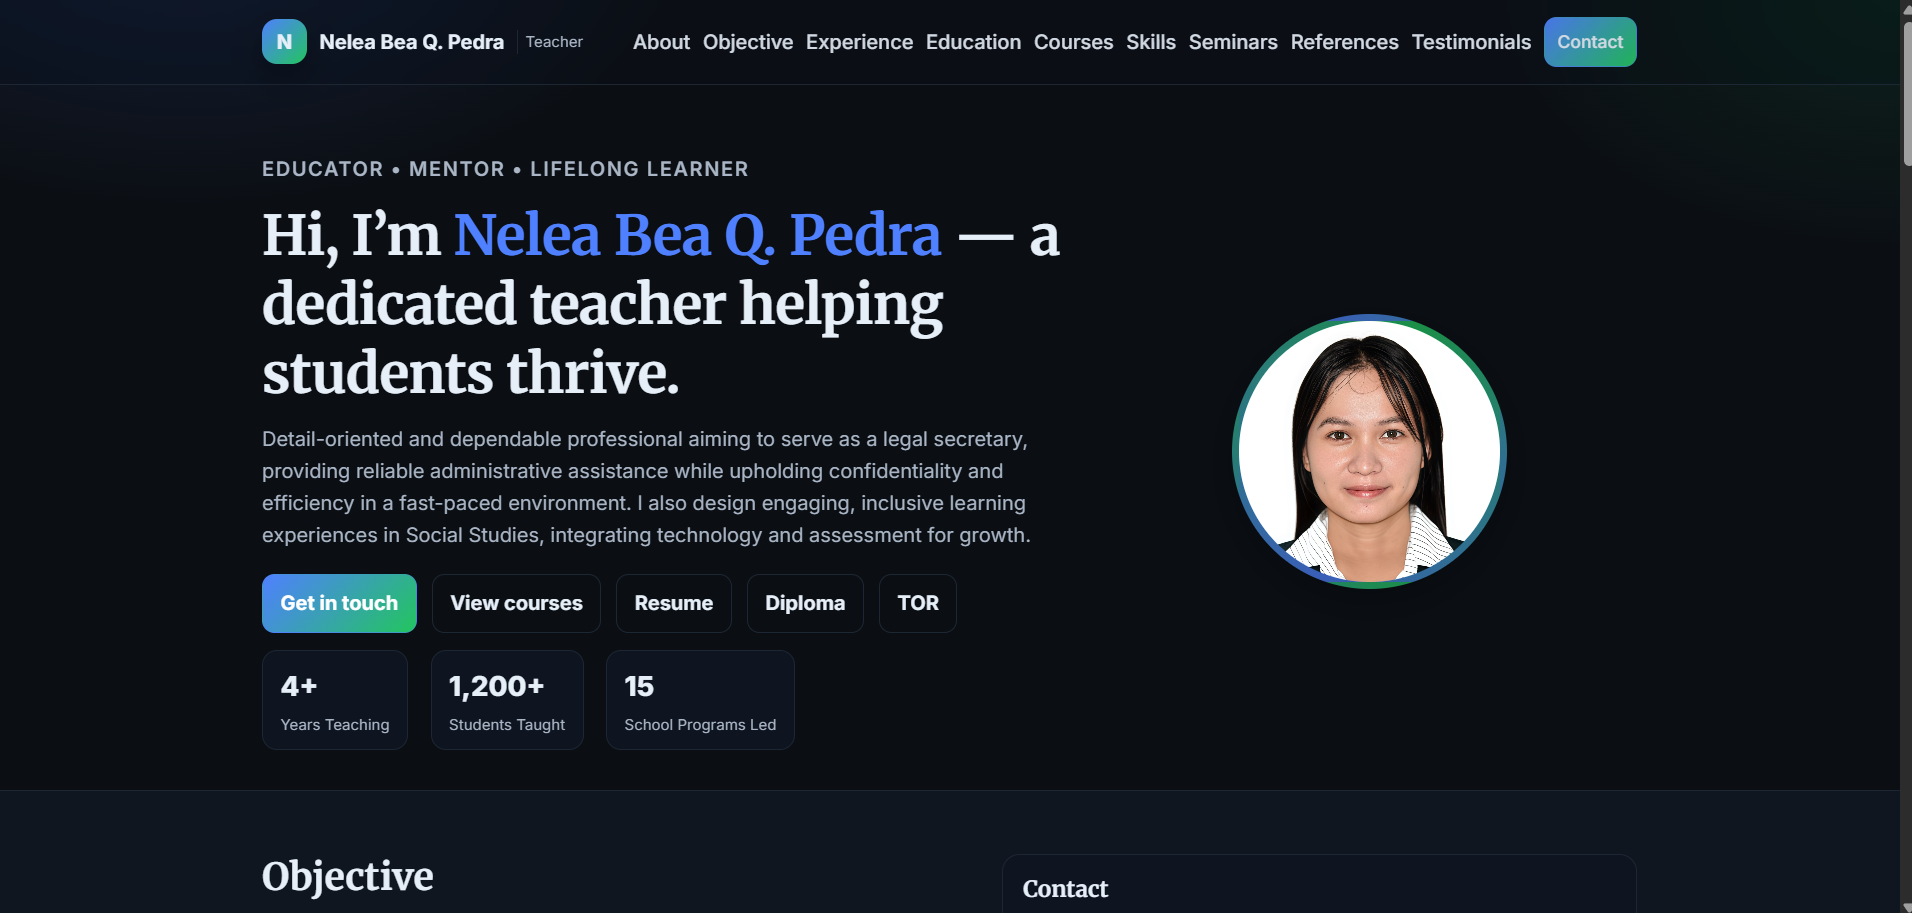 N
Nelea Bea Q. Pedra
Teacher
About
Objective
Experience
Education
Courses
Skills
Seminars
References
Testimonials
Contact
EDUCATOR • MENTOR • LIFELONG LEARNER
Hi, I’m Nelea Bea Q. Pedra — a
dedicated teacher helping
students thrive.
Detail-oriented and dependable professional aiming to serve as a legal secretary,
providing reliable administrative assistance while upholding confidentiality and
efficiency in a fast-paced environment. I also design engaging, inclusive learning
experiences in Social Studies, integrating technology and assessment for growth.
Get in touch
View courses
Resume
Diploma
TOR
4+
Years Teaching
1,200+
Students Taught
15
School Programs Led
Objective
Contact